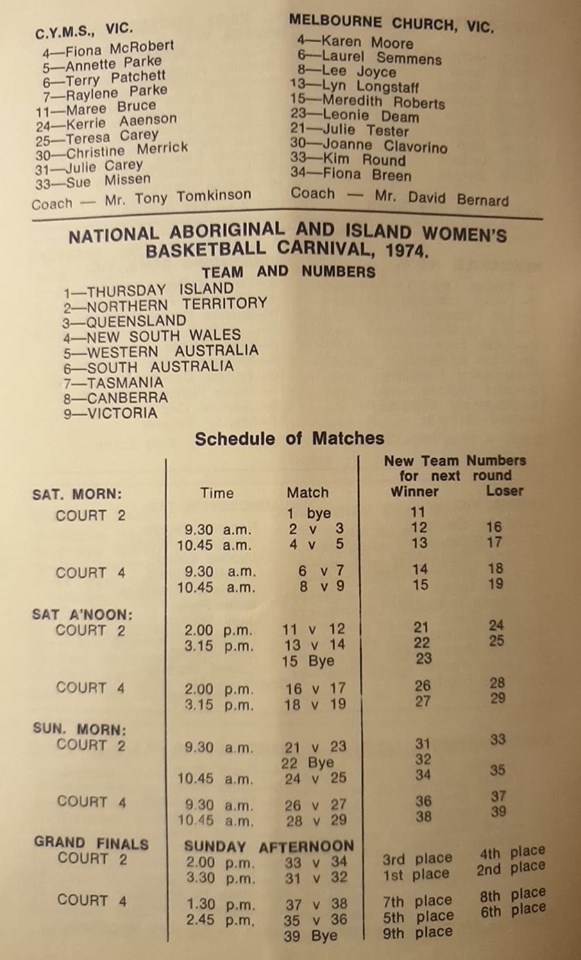 C.Y.M.S., VIC.
4—Fiona McRobert
5—Annette Parke
6—Terry Patchett
7—Raylene Parke
11—Maree Bruce
24—Kerrie Aaenson
25—Teresa Carey
30—Christine Merrick
31—Julie Carey
33—Sue Missen
Coach — Mr. Tony Tomkinson
MELBOURNE CHURCH, VIC.
4—Karen Moore
6—Laurel Semmens
8—Lee Joyce
13—Lyn Longstaff
15—Meredith Roberts
23—Leonie Deam
21—Julie Tester
30—Joanne Clavorino
33—Kim Round
34—Fiona Breen
Coach — Mr. David Bernard
NATIONAL ABORIGINAL AND ISLAND WOMEN'S
BASKETBALL CARNIVAL, 1974.
TEAM AND NUMBERS
1—THURSDAY ISLAND
2—NORTHERN TERRITORY
3—QUEENSLAND
4—NEW SOUTH WALES
5—WESTERN AUSTRALIA
6—SOUTH AUSTRALIA
7—TASMANIA
8—CANBERRA
9—VICTORIA
Schedule of Matches
New Team Numbers
for next round
SAT. MORN: Time Match Winner Loser
COURT 2 1 bye 11
9.30 a.m. 2 v 3 12 16
10.45 a.m. 4 v 5 13 17
COURT 4 9.30 a.m. 6 v 7 14 18
10.45 a.m. 8 v 9 15 19
SAT A'NOON:
COURT 2 2.00 p.m. 11 v 12 21 24
3.15 p.m. 13 v 14 22 25
15 Bye 23
COURT 4 2.00 p.m. 16 v 17 26 28
3.15 p.m. 18 v 19 27 29
SUN. MORN:
COURT 2 9.30 a.m. 21 v 23 31 33
22 Bye 32
10.45 a.m. 24 v 25 34 35
COURT 4 9.30 a.m. 26 v 27 36 37
10.45 a.m. 28 v 29 38 39
GRAND FINALS SUNDAY AFTERNOON
COURT 2 2.00 p.m. 33 v 34 3rd place 4th place
3.30 p.m. 31 v 32 1st place 2nd place
COURT 4 1.30 p.m. 37 v 38 7th place 8th place
2.45 p.m. 35 v 36 5th place 6th place
39 Bye 9th place